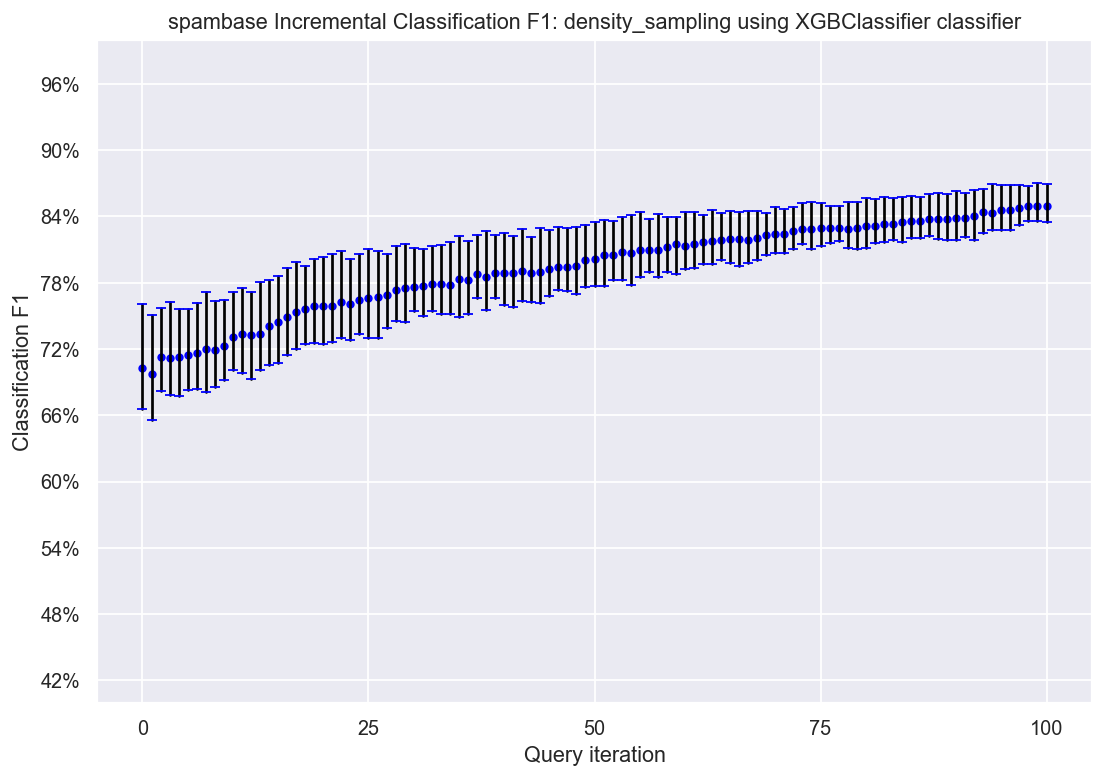 spambase Incremental Classification F1: density_sampling using XGBClassifier classifier
96%
90%
84%
78%
72%
66%
60%
54%
48%
42%
Classification F1
0 25 50 75 100
Query iteration